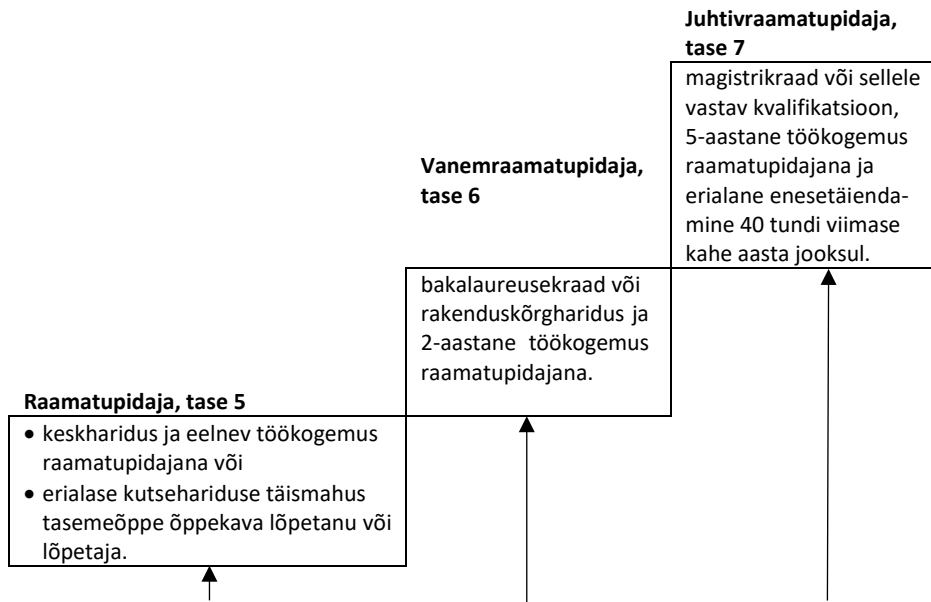 Juhtivraamatupidaja,
tase 7
magistrikraad või sellele
vastav kvalifikatsioon,
5-aastane töökogemus
raamatupidajana ja
erialane enesetäienda-
mine 40 tundi viimase
kahe aasta jooksul.
Vanemraamatupidaja,
tase 6
bakalaureusekraad või
rakenduskõrgharidus ja
2-aastane töökogemus
raamatupidajana.
Raamatupidaja, tase 5
• keskharidus ja eelnev töökogemus
raamatupidajana või
• erialase kutsehariduse täismahus
tasemeõppe õppekava lõpetanu või
lõpetaja.